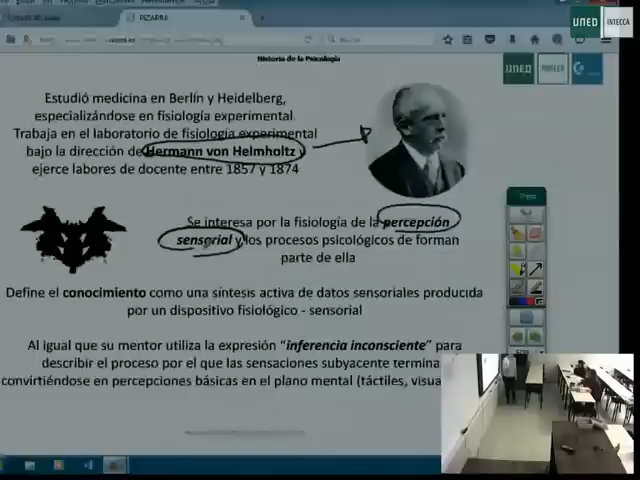 PIZARRA
UNED INTECCA
Historia de la Psicología
UNED
Estudió medicina en Berlín y Heidelberg,
especializándose en fisiología experimental
Trabaja en el laboratorio de fisiología experimental
bajo la dirección de Hermann von Helmholtz y
ejerce labores de docente entre 1857 y 1874
Se interesa por la fisiología de la percepción
sensorial y los procesos psicológicos de forman
parte de ella
Define el conocimiento como una síntesis activa de datos sensoriales producida
por un dispositivo fisiológico - sensorial
Al igual que su mentor utiliza la expresión “inferencia inconsciente” para
describir el proceso por el que las sensaciones subyacente termina
convirtiéndose en percepciones básicas en el plano mental (táctiles, visua